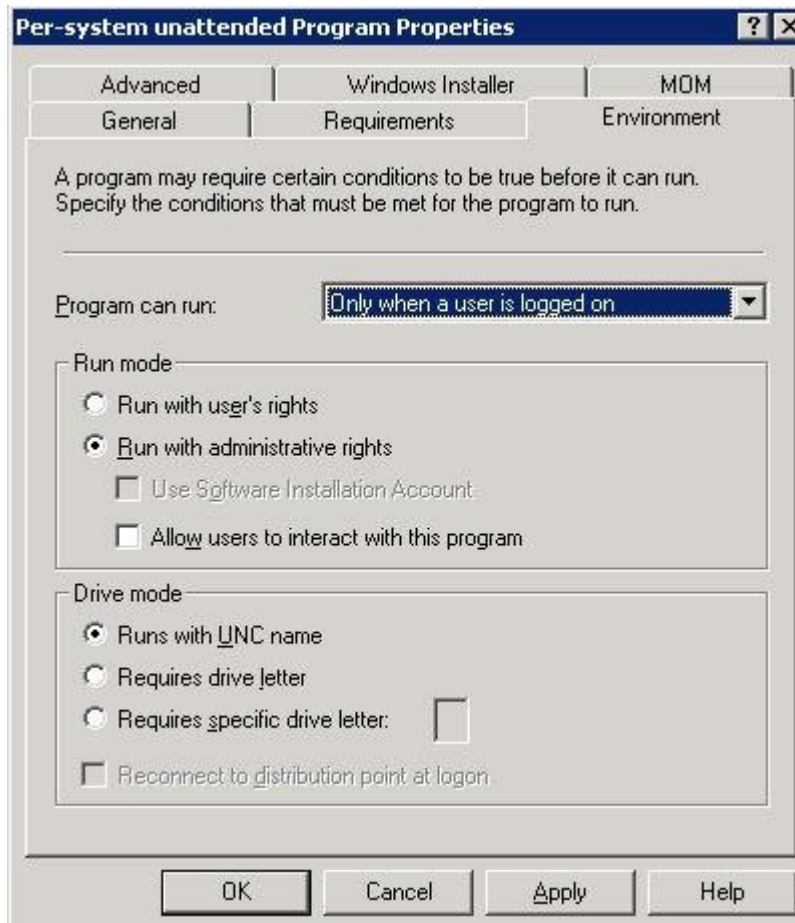 Per-system unattended Program Properties
Advanced Windows Installer MOM
General Requirements Environment
A program may require certain conditions to be true before it can run.
Specify the conditions that must be met for the program to run.
Program can run: Only when a user is logged on
Run mode
Run with user's rights
Run with administrative rights
Use Software Installation Account
Allow users to interact with this program
Drive mode
Runs with UNC name
Requires drive letter
Requires specific drive letter:
Reconnect to distribution point at logon
OK Cancel Apply Help